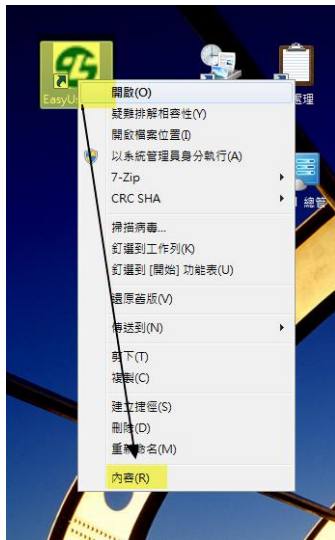 EasyU
開啟(O)
疑難排解相容性(Y)
開啟檔案位置(I)
以系統管理員身分執行(A)
7-Zip
CRC SHA
掃描病毒...
釘選到工作列(K)
釘選到 [開始] 功能表(U)
還原舊版(V)
傳送到(N)
剪下(T)
複製(C)
建立捷徑(S)
刪除(D)
重新命名(M)
內容(R)
處理
總管